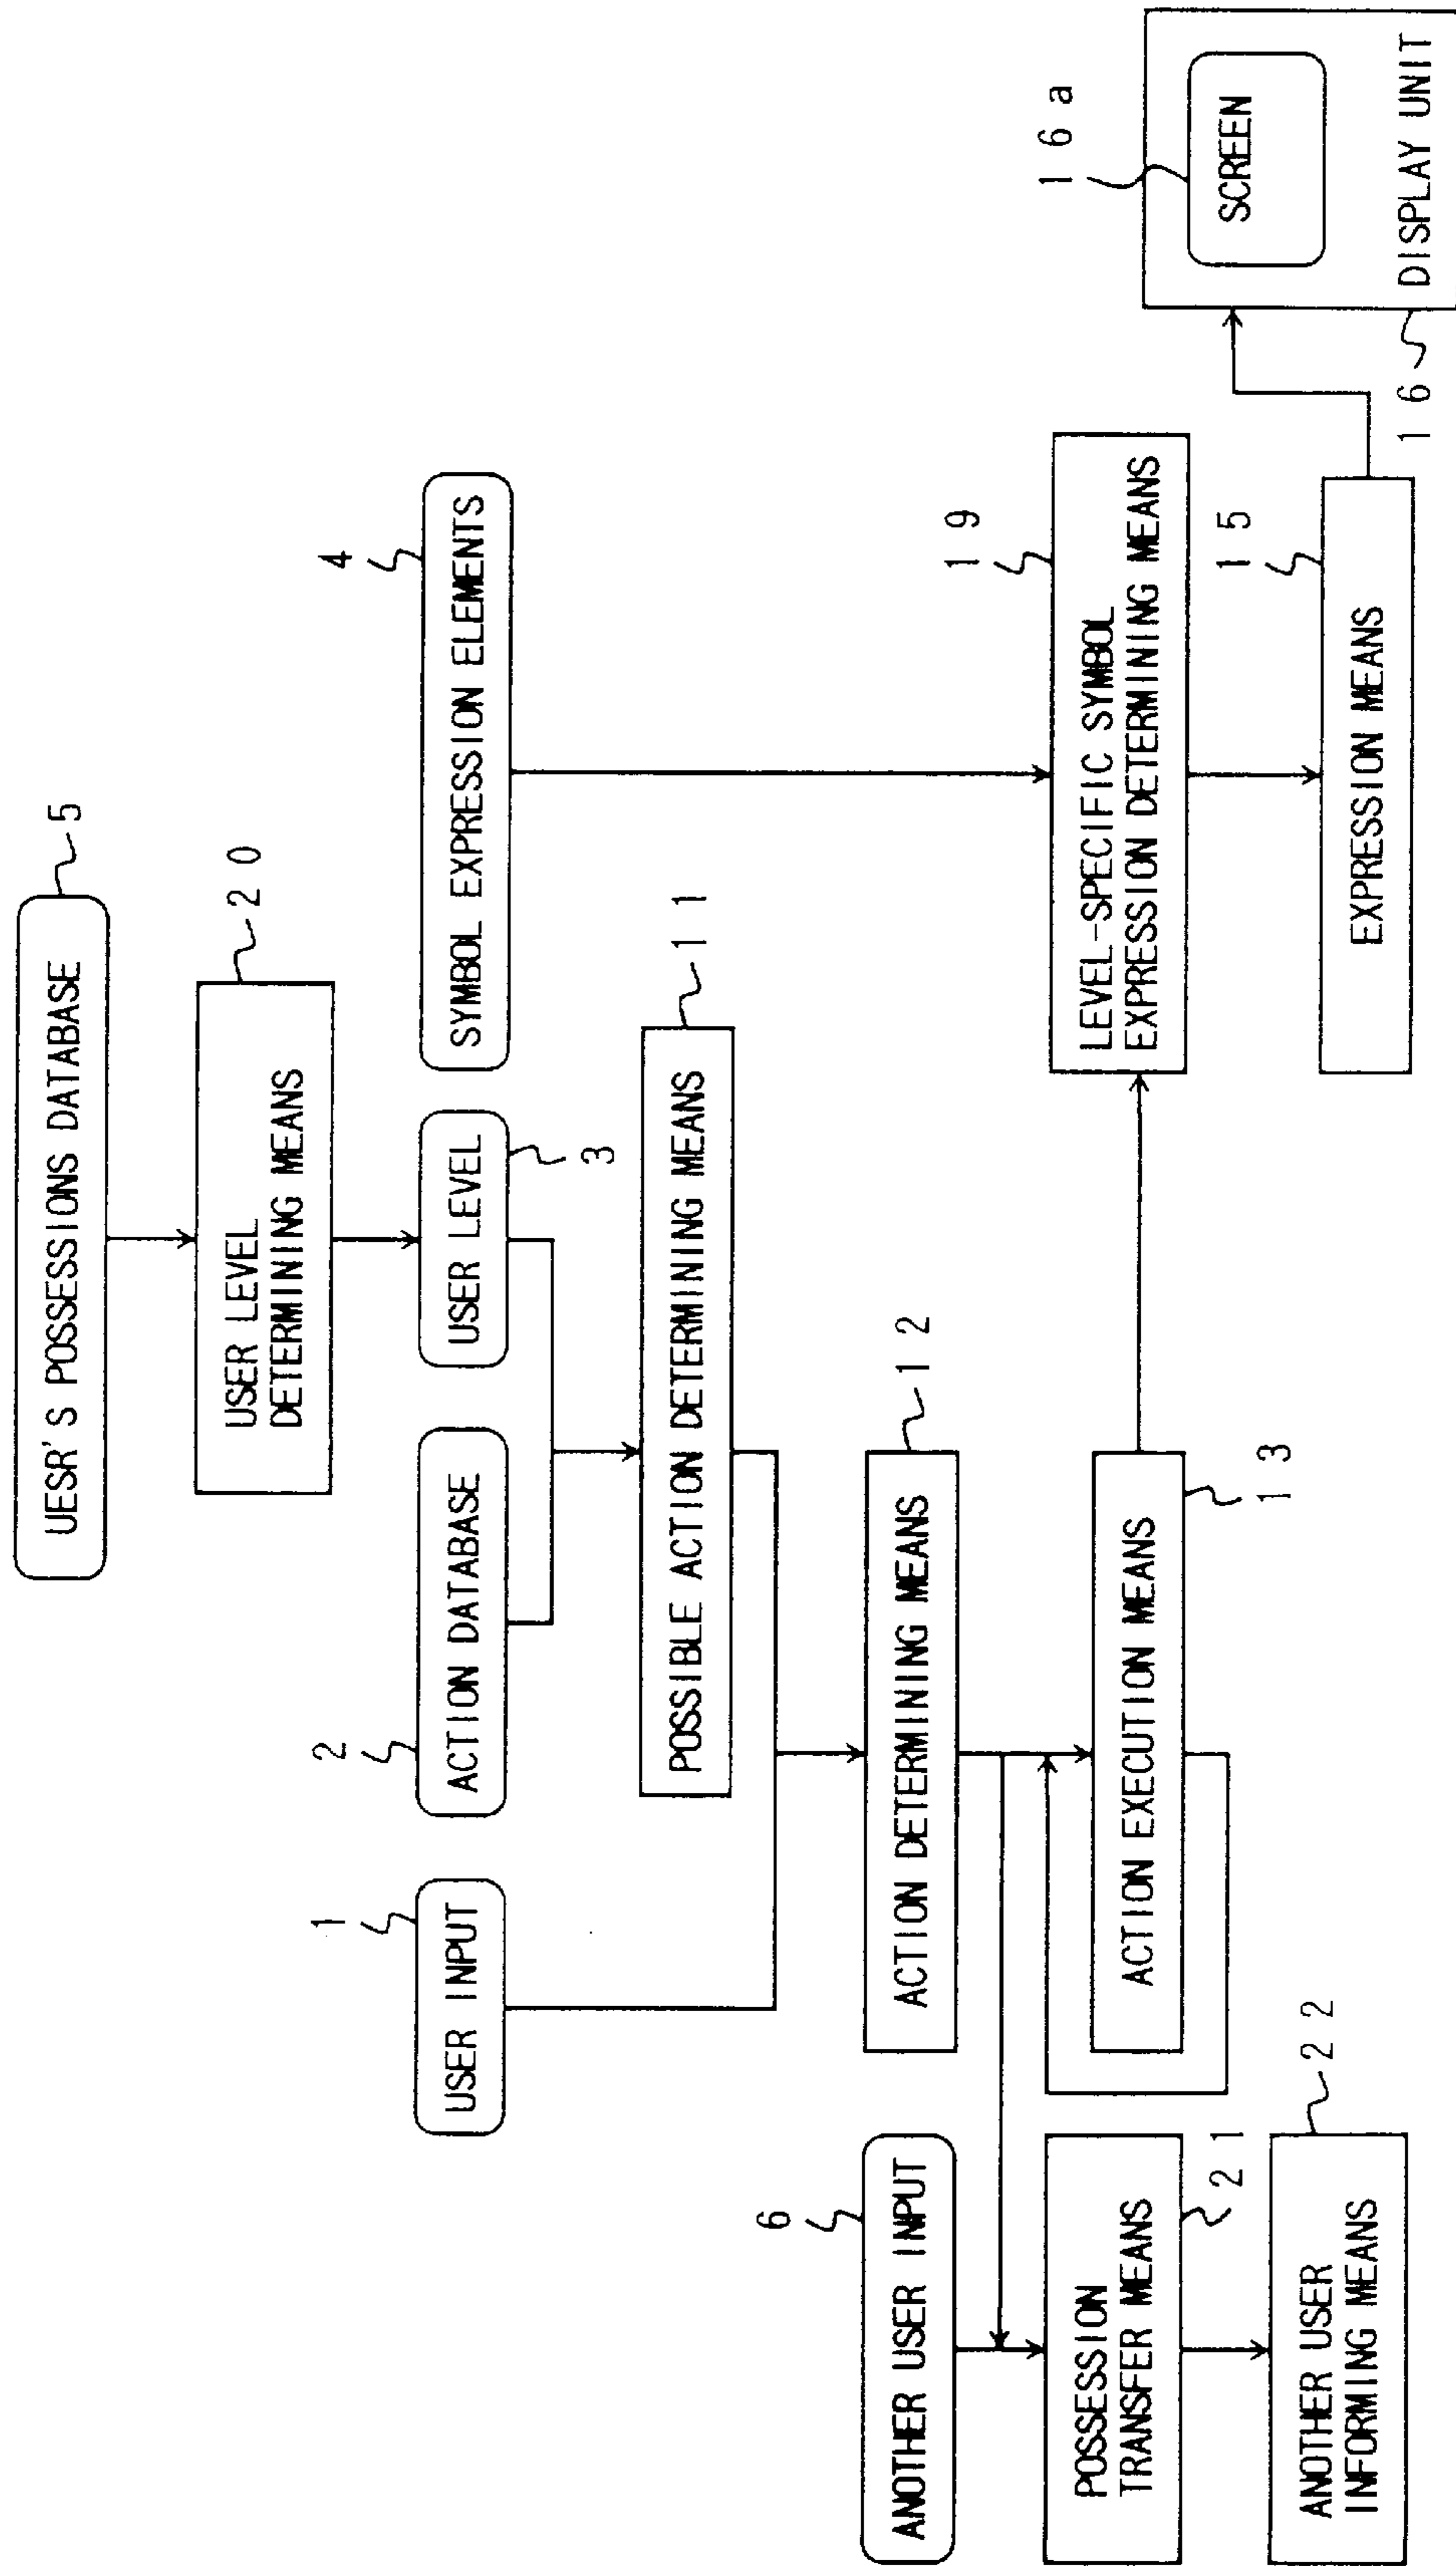 UESR'S POSSESSIONS DATABASE
5
USER LEVEL
DETERMINING MEANS
20
1
USER INPUT
2
ACTION DATABASE
USER LEVEL
3
4
SYMBOL EXPRESSION ELEMENTS
POSSIBLE ACTION DETERMINING MEANS
11
6
ANOTHER USER INPUT
ACTION DETERMINING MEANS
12
POSSESSION
TRANSFER MEANS
21
ACTION EXECUTION MEANS
13
LEVEL-SPECIFIC SYMBOL
EXPRESSION DETERMINING MEANS
19
ANOTHER USER
INFORMING MEANS
22
EXPRESSION MEANS
15
16a
SCREEN
16
DISPLAY UNIT